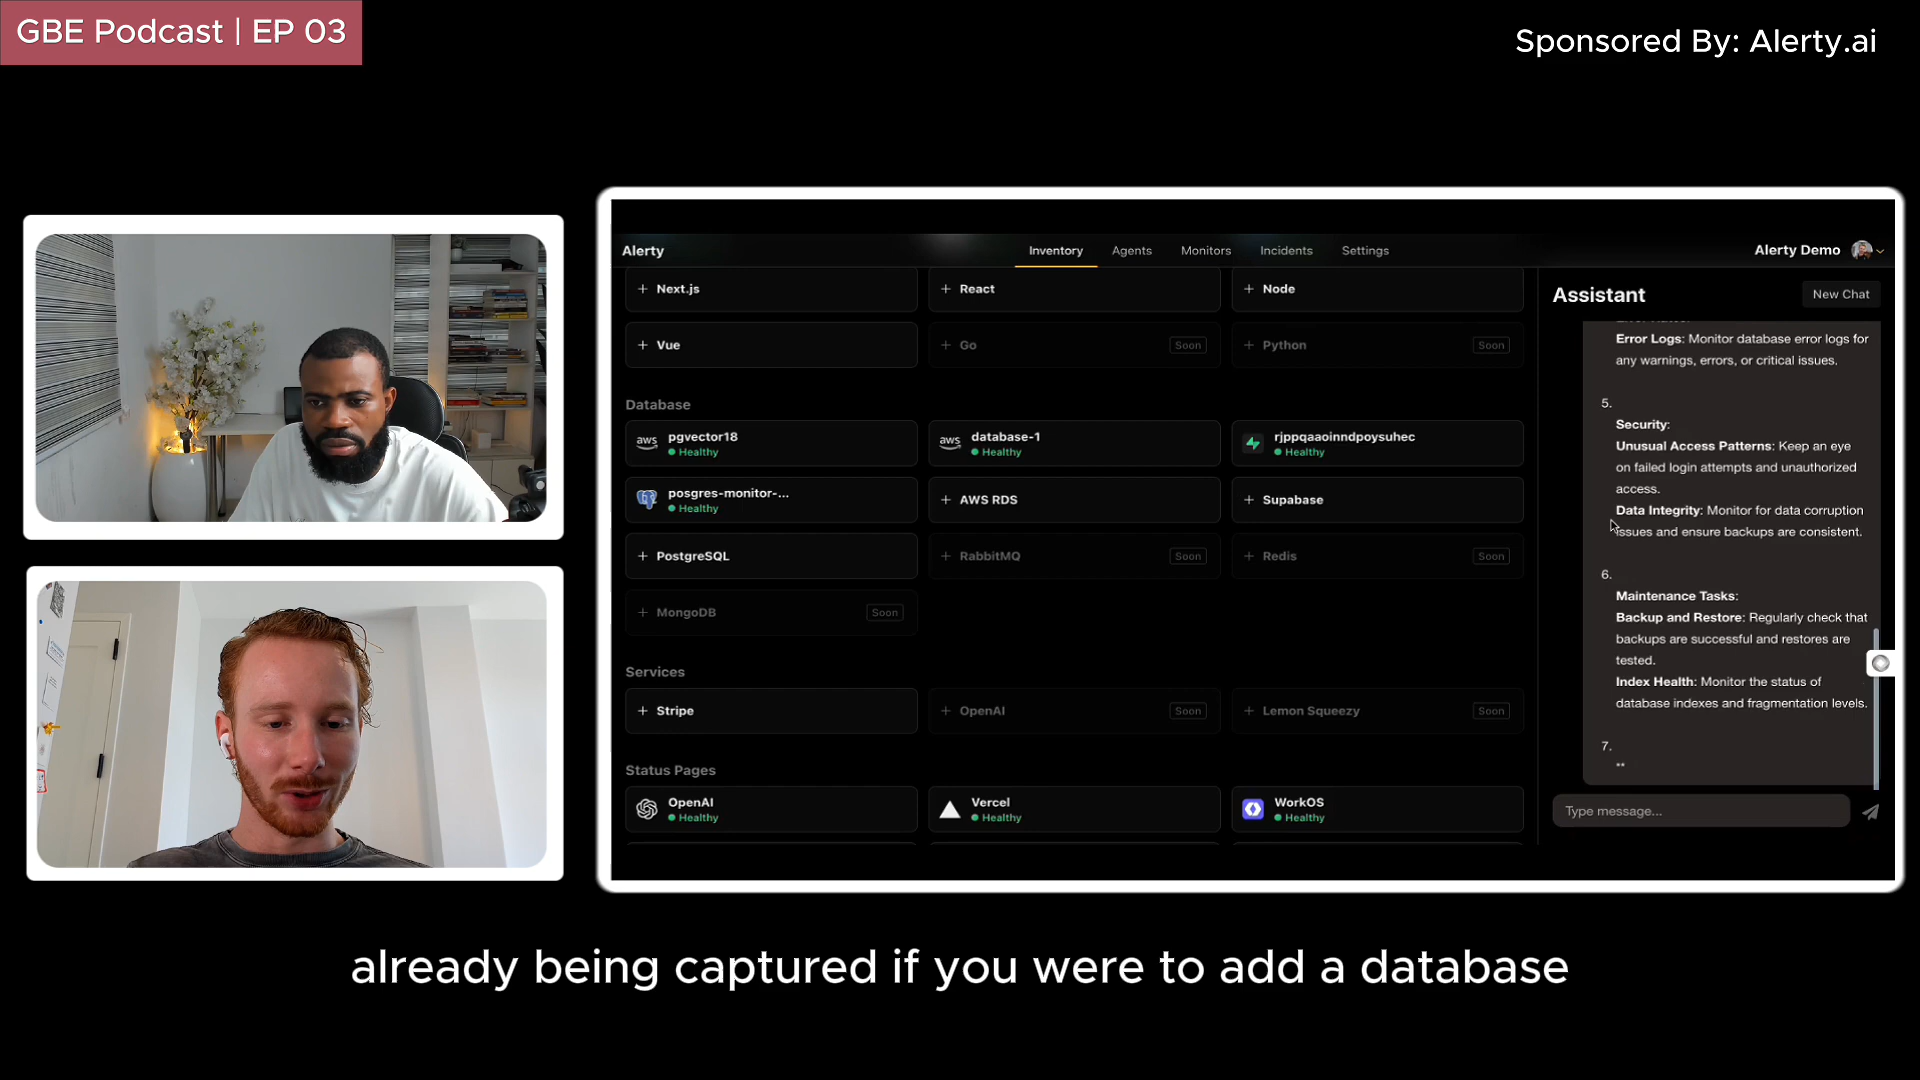 GBE Podcast | EP 03
Sponsored By: Alerty.ai
Alerty
Inventory
Agents
Monitors
Incidents
Settings
Alerty Demo
+ Next.js
+ React
+ Node
+ Vue
+ Go
Soon
+ Python
Soon
Database
aws
pgvector18
Healthy
aws
database-1
Healthy
rjppqaaoinndpoysuhec
Healthy
posgres-monitor-...
Healthy
+ AWS RDS
+ Supabase
+ PostgreSQL
+ RabbitMQ
Soon
+ Redis
Soon
+ MongoDB
Soon
Services
+ Stripe
+ OpenAI
Soon
+ Lemon Squeezy
Soon
Status Pages
OpenAI
Healthy
Vercel
Healthy
WorkOS
Healthy
Assistant
New Chat
Error Logs: Monitor database error logs for
any warnings, errors, or critical issues.
5.
Security:
Unusual Access Patterns: Keep an eye
on failed login attempts and unauthorized
access.
Data Integrity: Monitor for data corruption
issues and ensure backups are consistent.
6.
Maintenance Tasks:
Backup and Restore: Regularly check that
backups are successful and restores are
tested.
Index Health: Monitor the status of
database indexes and fragmentation levels.
7.
**
Type message...
already being captured if you were to add a database